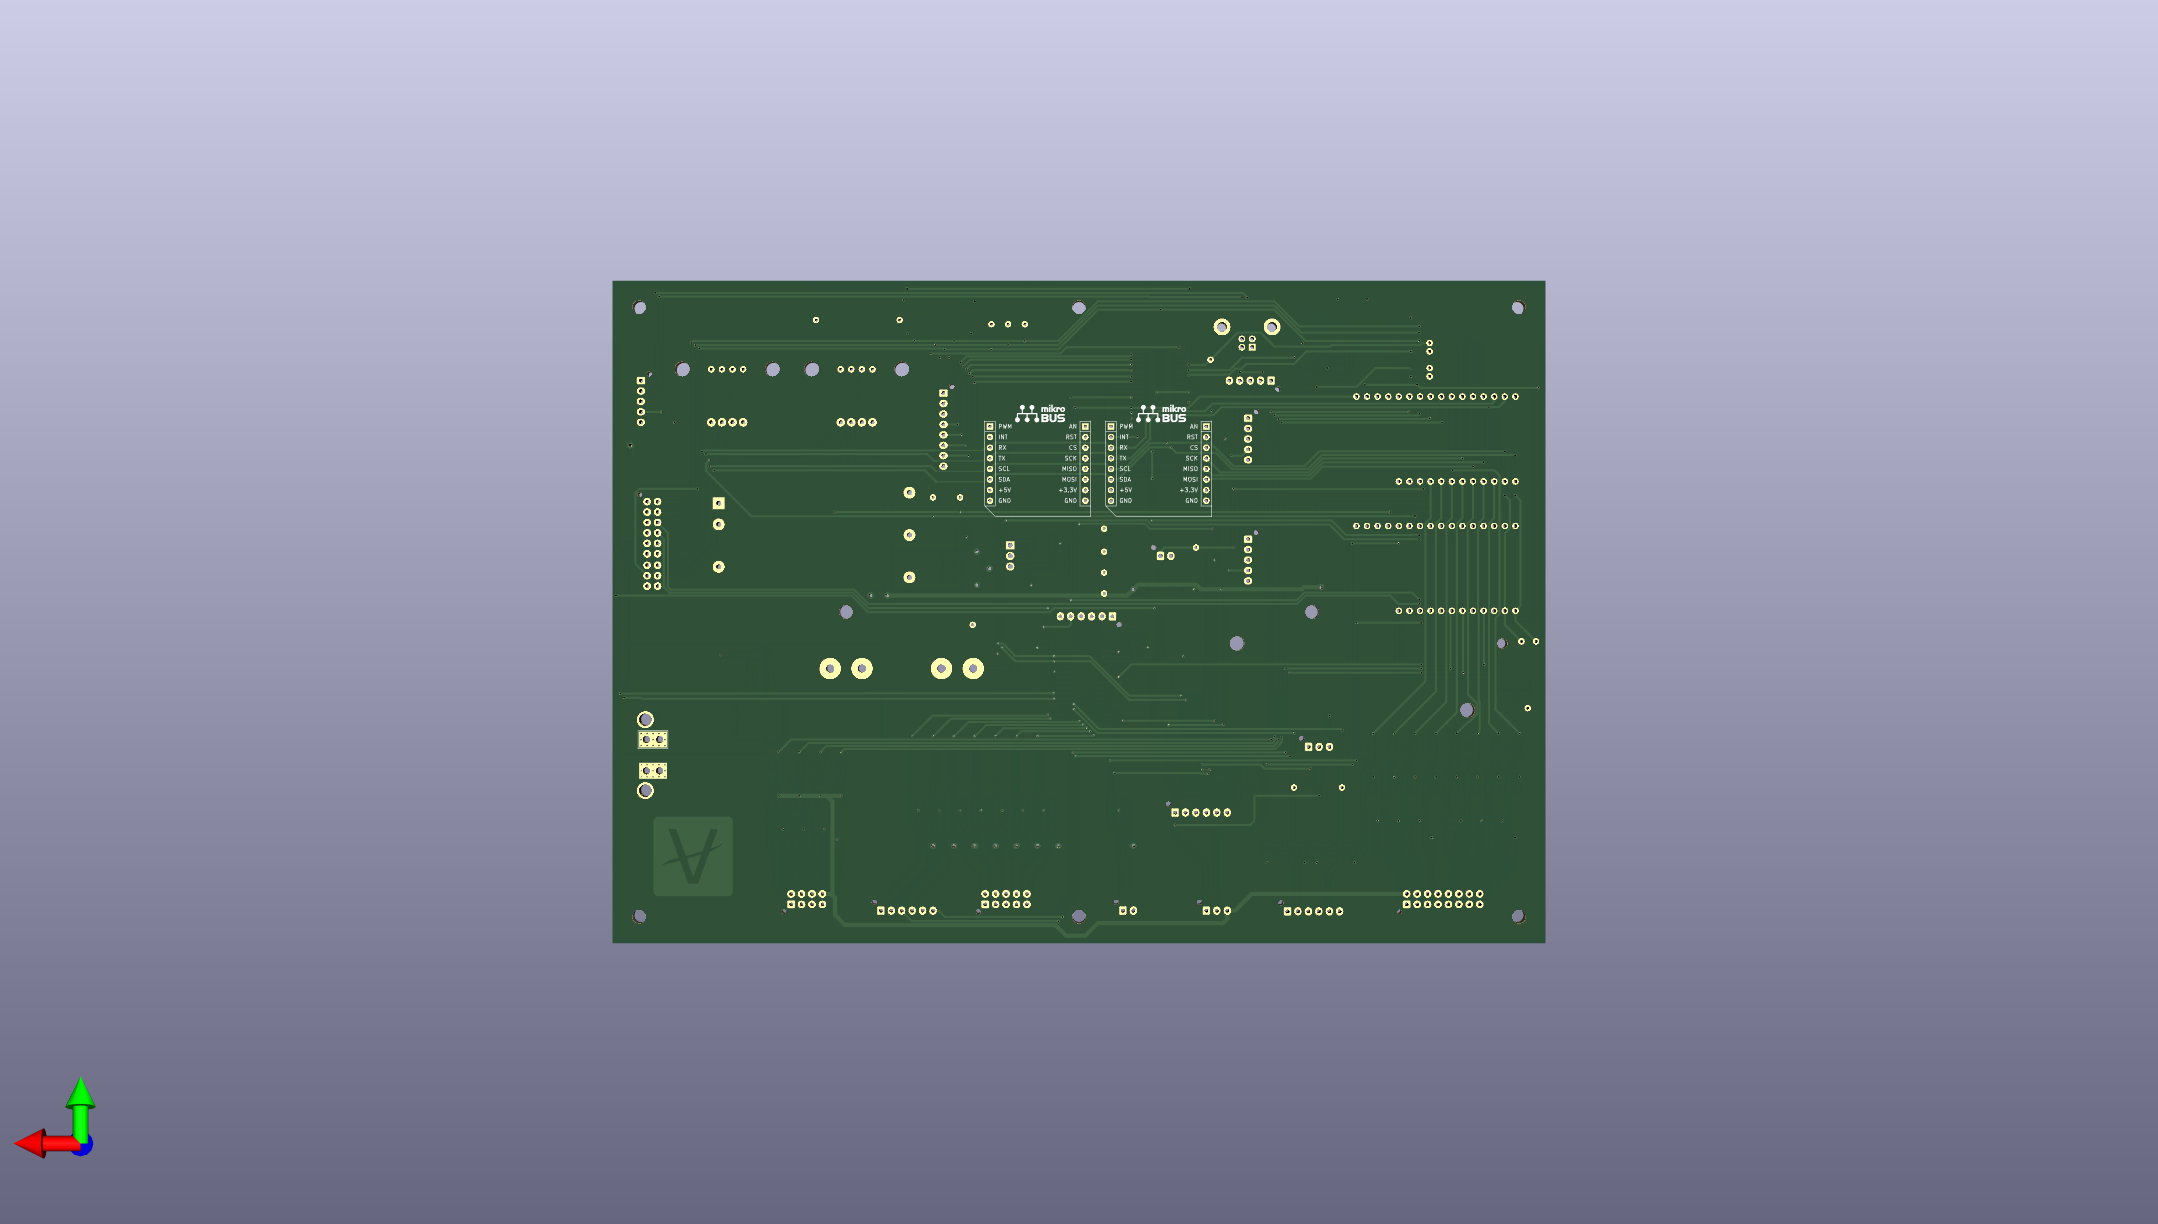 mikro
BUS
mikro
BUS
PWM AN
INT RST
RX CS
TX SCK
SCL MISO
SDA MOSI
+5V +3.3V
GND GND
PWM AN
INT RST
RX CS
TX SCK
SCL MISO
SDA MOSI
+5V +3.3V
GND GND